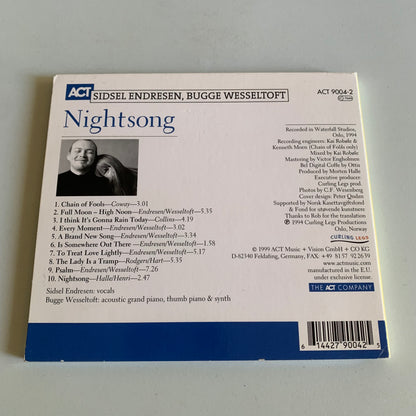 ACT SIDSEL ENDRESEN, BUGGE WESSELTOFT
ACT 9004-2
Nightsong
1. Chain of Fools—Coway—3.01
2. Full Moon – High Noon—Endresen/Wesseltoft—5.35
3. I think It's Gonna Rain Today—Collins—4.19
4. Every Moment—Endresen/Wesseltoft—3.02
5. A Brand New Song—Endresen/Wesseltoft—3.34
6. Is Somewhere Out There —Endresen/Wesseltoft—1.58
7. To Treat Love Lightly—Endresen/Wesseltoft—5.17
8. The Lady Is a Tramp—Rodgers/Hart—5.35
9. Psalm—Endresen/Wesseltoft—7.26
10. Nightsong—Halle/Henri—2.47
Sidsel Endresen: vocals
Bugge Wesseltoft: acoustic grand piano, thumb piano & synth
Recorded in Waterfall Studios,
Oslo, 1994
Recording engineers: Kai Robøle and
Kenneth Moen (Chain of Fools only)
Mixed by Kai Robøle
Mastering by Victor Engholmen
Bel Digital Coffe by Otiis
Produced by Morten Halle
Executive producer:
Curling Legs prod.
Photos by C.F. Wesenberg
Cover design: Peter Qødan
Supported by Norsk Kasettavgiftsfond
& Fond for utøvende kunstnere
Thanks to Rob for the translation
℗ 1994 Curling Legs Productions
Oslo, Norway
CURLING LEGS
© 1999 ACT Music + Vision GmbH + CO KG
D-82340 Feldafing, Germany, FAX +49 8157 92 26 59
www.actmusic.com
manufactured in the E.U.
under exclusive license
THE ACT COMPANY
6 14427 90042 5